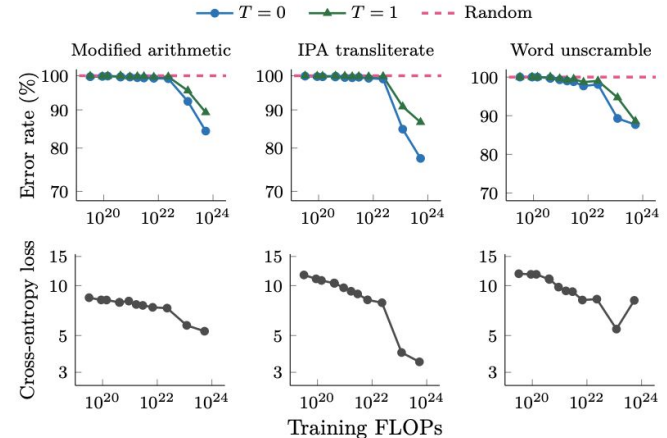 T = 0 T = 1 Random
Modified arithmetic IPA transliterate Word unscramble
Error rate (%)
100 100 100
90 90 90
80 80 80
70 70 70
10^20 10^22 10^24 10^20 10^22 10^24 10^20 10^22 10^24
Cross-entropy loss
15 15 15
10 10 10
5 5 5
3 3 3
10^20 10^22 10^24 10^20 10^22 10^24 10^20 10^22 10^24
Training FLOPs